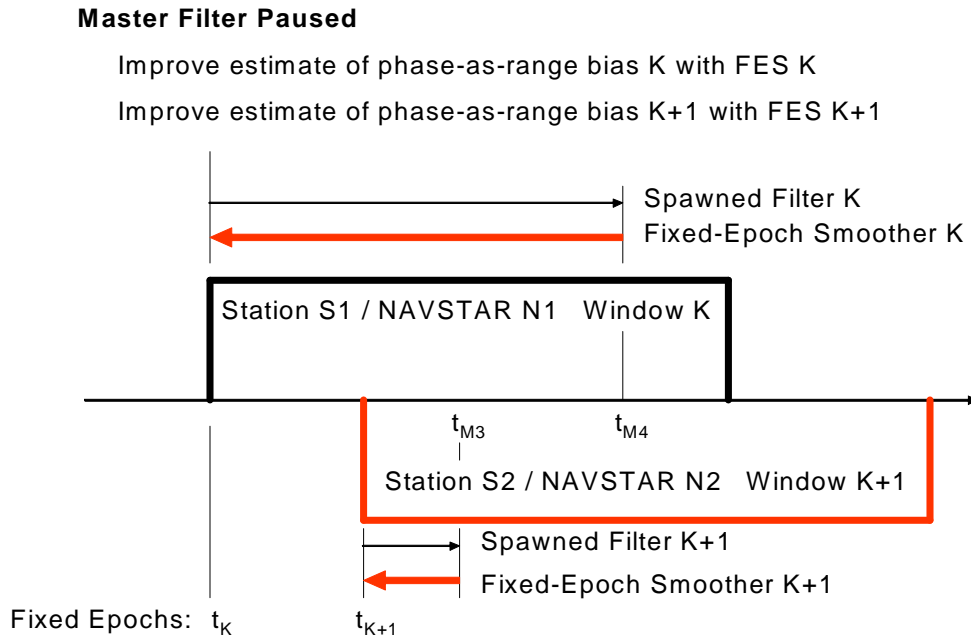 Master Filter Paused
Improve estimate of phase-as-range bias K with FES K
Improve estimate of phase-as-range bias K+1 with FES K+1
Spawned Filter K
Fixed-Epoch Smoother K
Station S1 / NAVSTAR N1 Window K
tM3 tM4
Station S2 / NAVSTAR N2 Window K+1
Spawned Filter K+1
Fixed-Epoch Smoother K+1
Fixed Epochs: tK tK+1